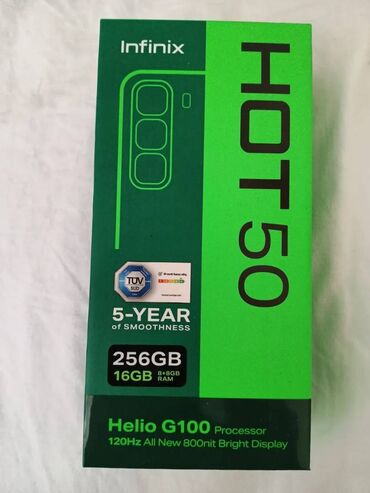 Infinix
HOT 50
TÜV
SÜD
5-YEAR
of SMOOTHNESS
256GB
16GB 8+8GB RAM
Helio G100 Processor
120Hz All New 800nit Bright Display